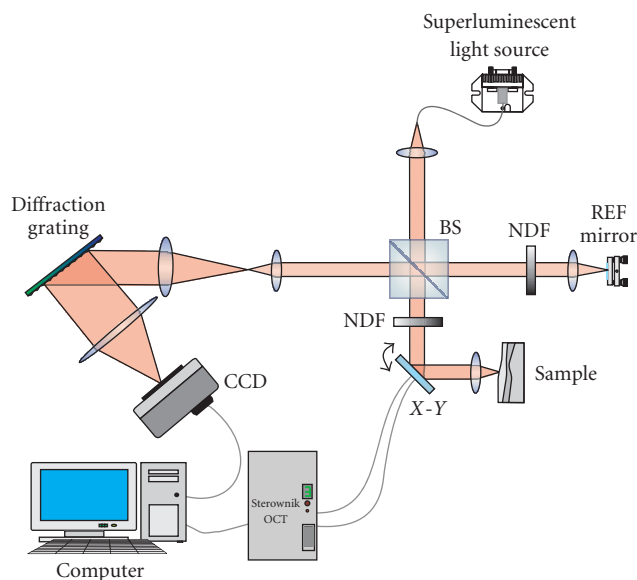 Superluminescent
light source
Diffraction
grating
BS
NDF
REF
mirror
NDF
CCD
X-Y
Sample
Sterownik
OCT
Computer